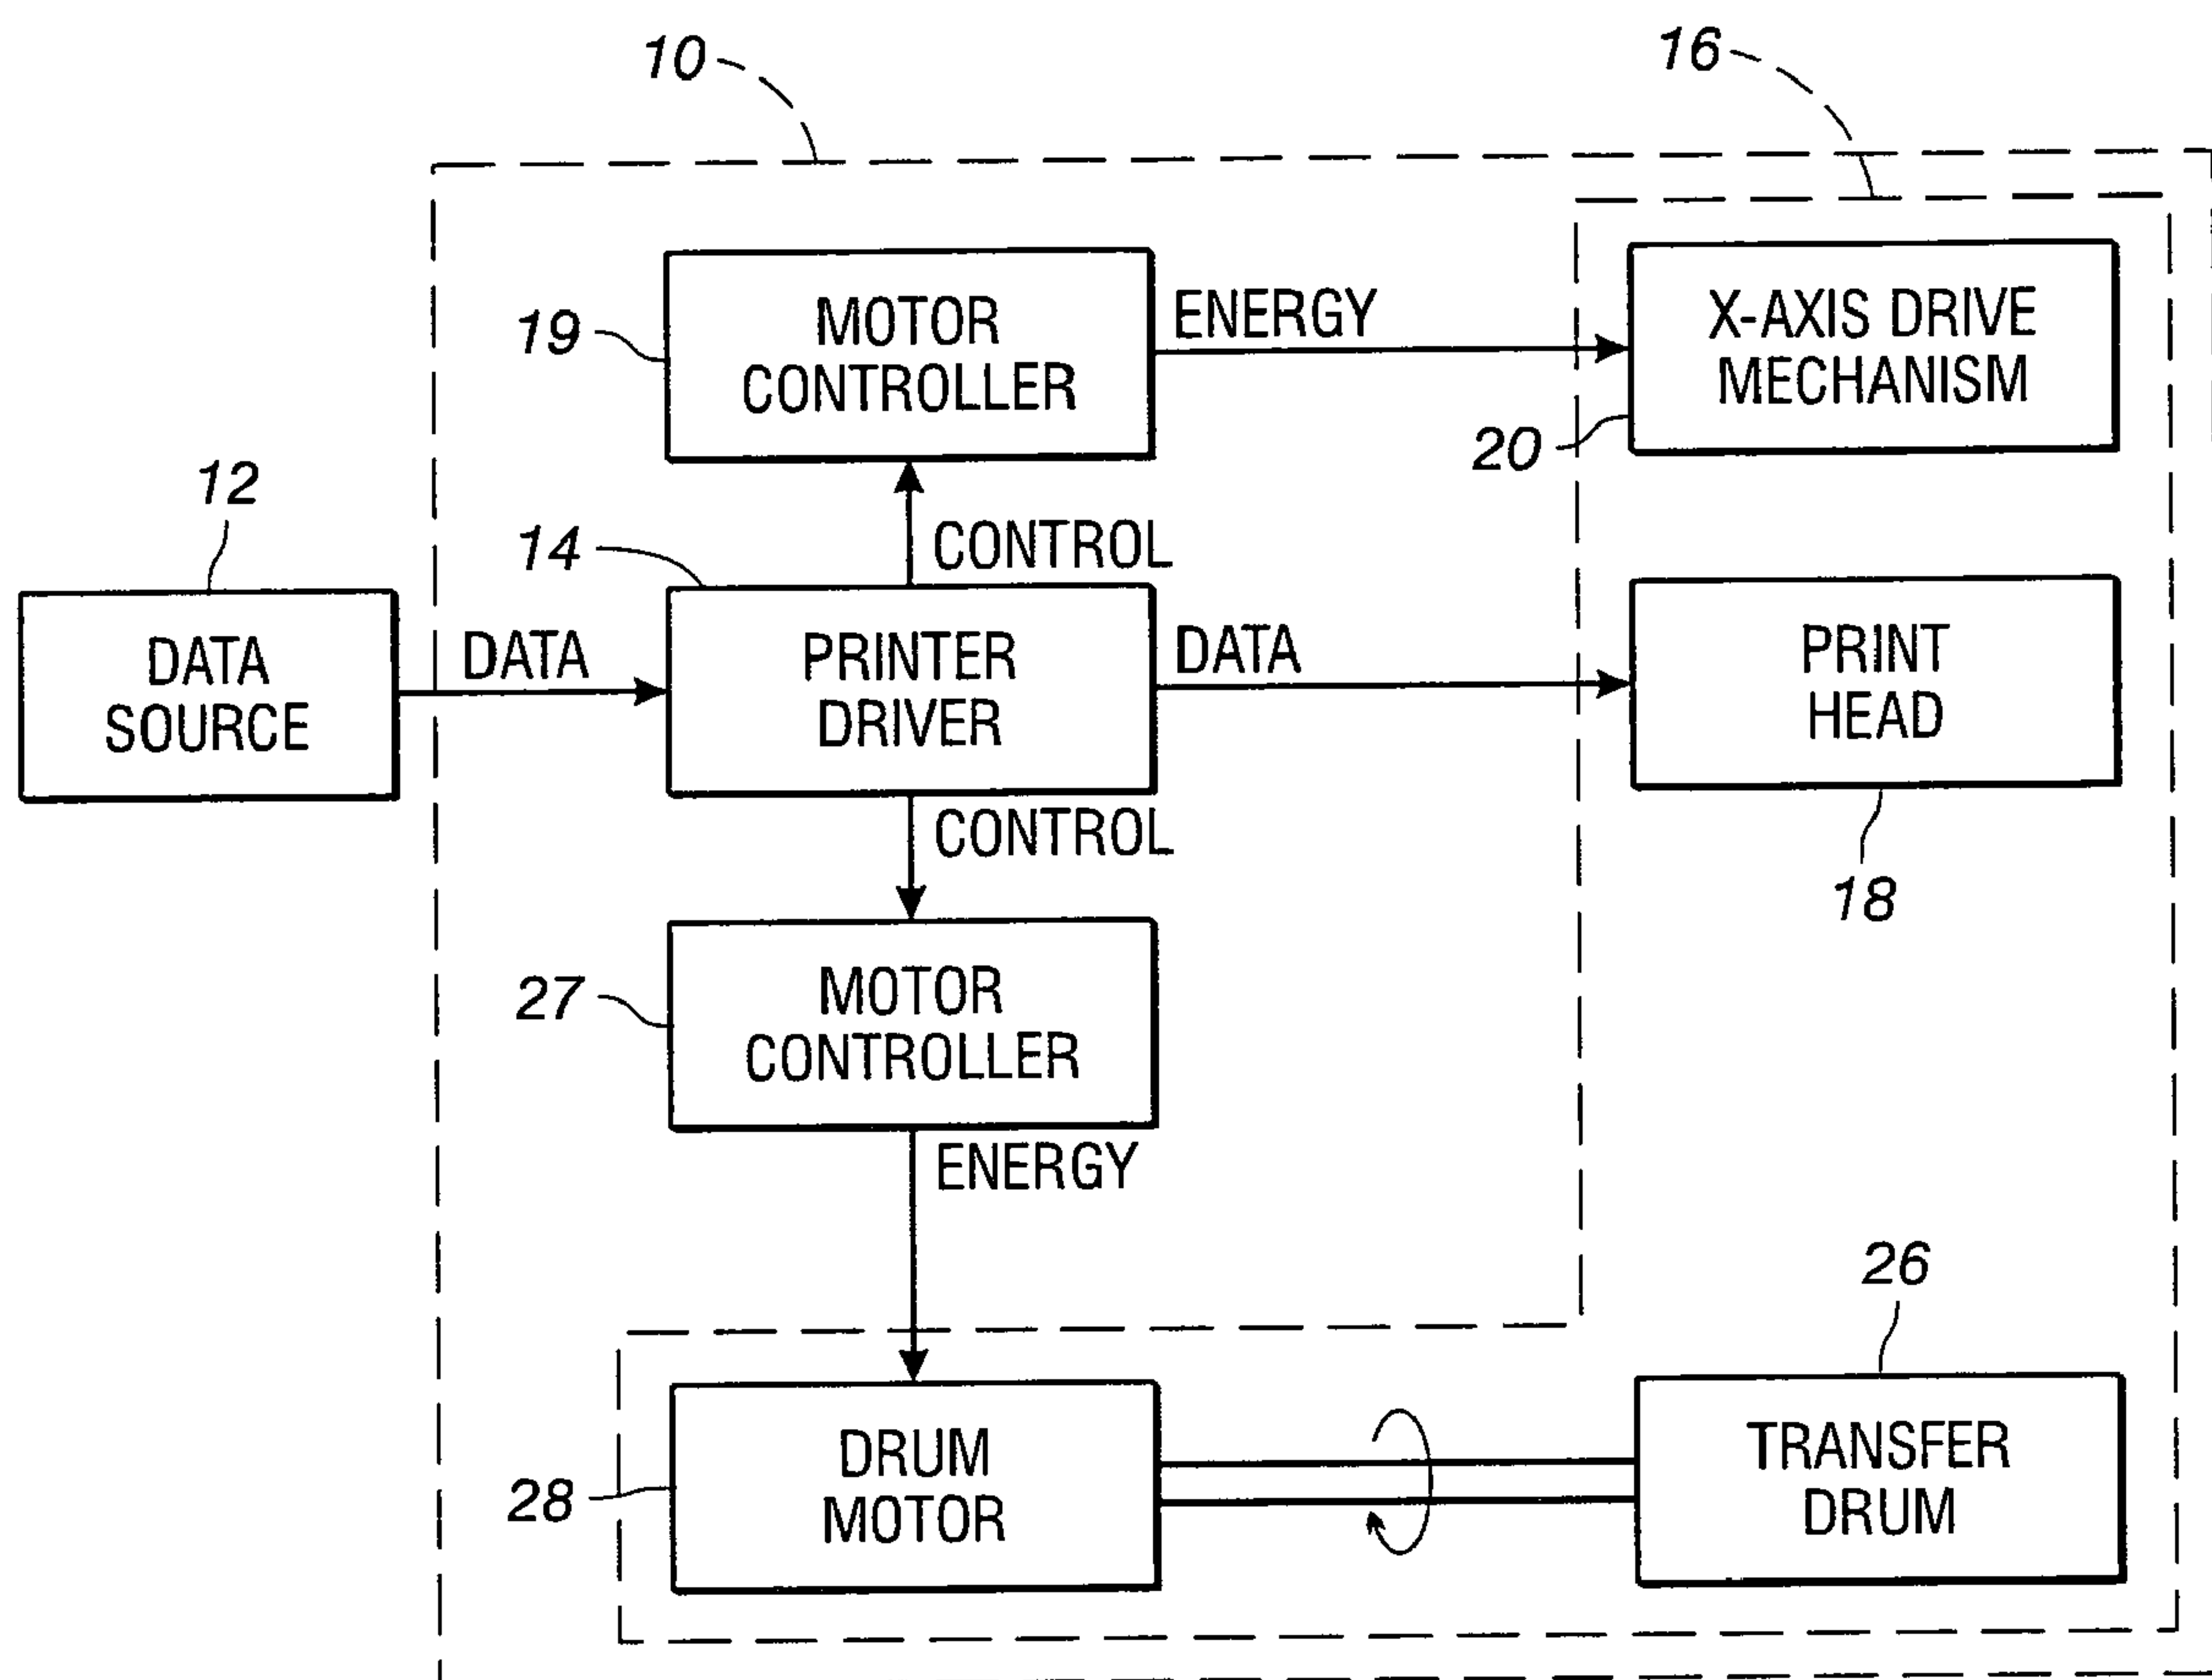 10
16
19
MOTOR
CONTROLLER
ENERGY
X-AXIS DRIVE
MECHANISM
20
12
14
CONTROL
DATA
SOURCE
DATA
PRINTER
DRIVER
DATA
PRINT
HEAD
18
CONTROL
27
MOTOR
CONTROLLER
ENERGY
26
28
DRUM
MOTOR
TRANSFER
DRUM